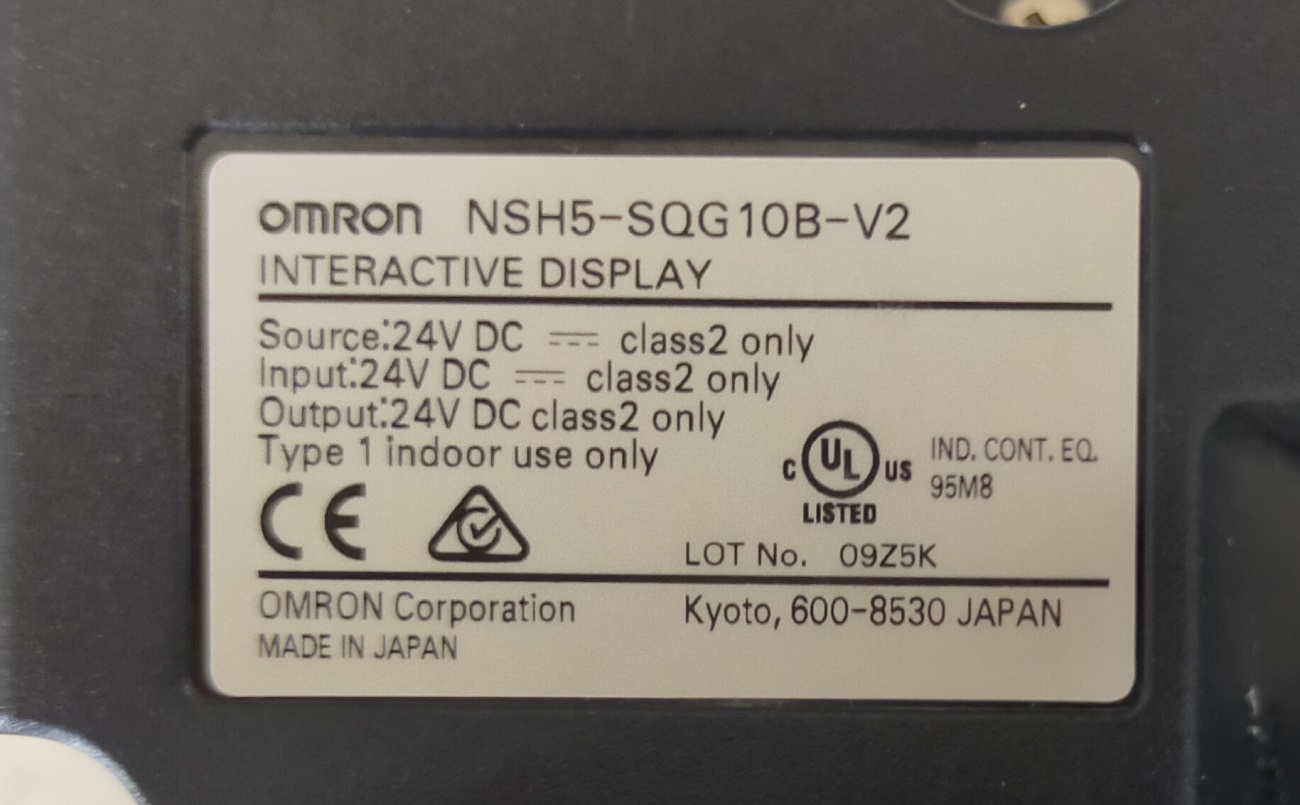 OMRON NSH5-SQG10B-V2
INTERACTIVE DISPLAY
Source:24V DC ⎓ class2 only
Input:24V DC ⎓ class2 only
Output:24V DC class2 only
Type 1 indoor use only
C UL US IND. CONT. EQ.
95M8
LISTED
CE
LOT No. 09Z5K
OMRON Corporation Kyoto, 600-8530 JAPAN
MADE IN JAPAN